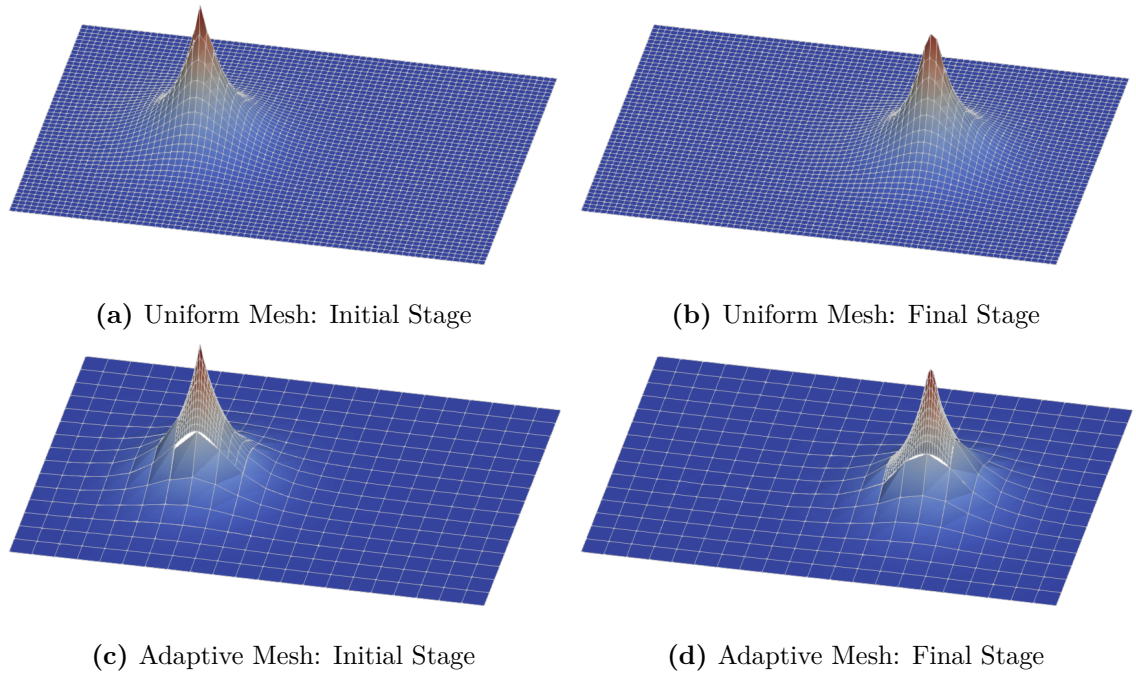 (a) Uniform Mesh: Initial Stage
(b) Uniform Mesh: Final Stage
(c) Adaptive Mesh: Initial Stage
(d) Adaptive Mesh: Final Stage